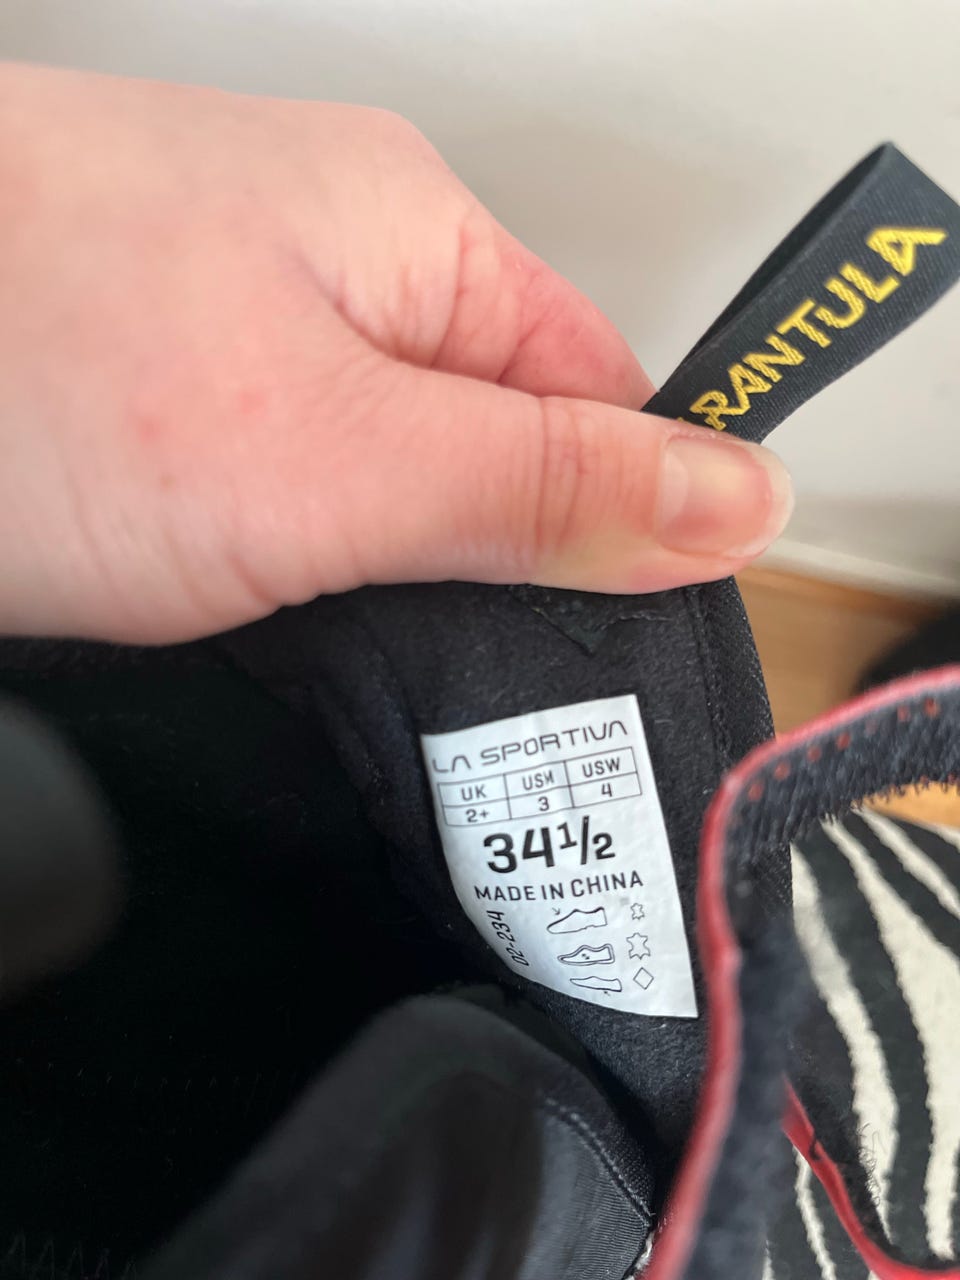 RANTULA
LA SPORTIVA
UK USM USW
2+ 3 4
34 1/2
MADE IN CHINA
02-234